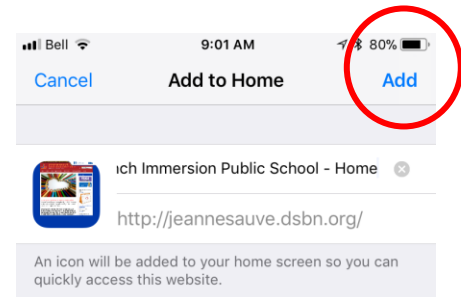 Bell 9:01 AM 80%
Cancel Add to Home Add
ch Immersion Public School - Home
http://jeannesauve.dsbn.org/
An icon will be added to your home screen so you can
quickly access this website.